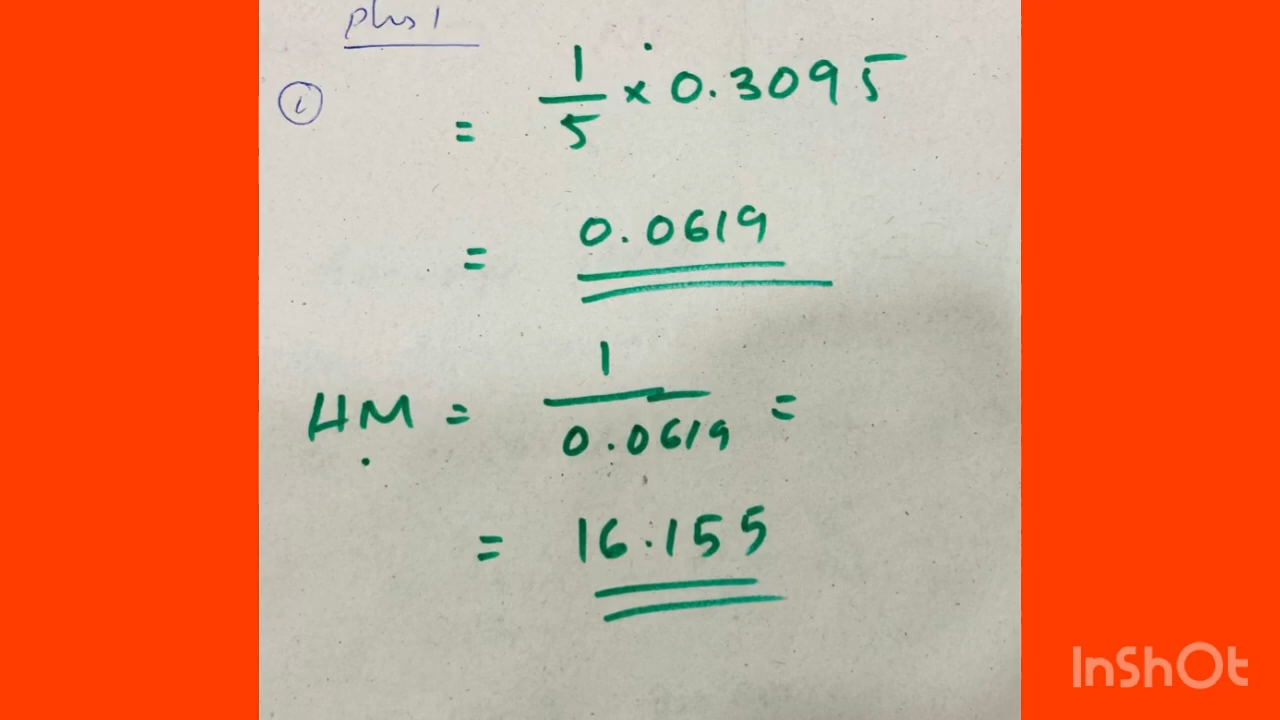 plus 1
i
= 1/5 × 0.3095
= 0.0619
HM = 1/0.0619 =
= 16.155
InShOt